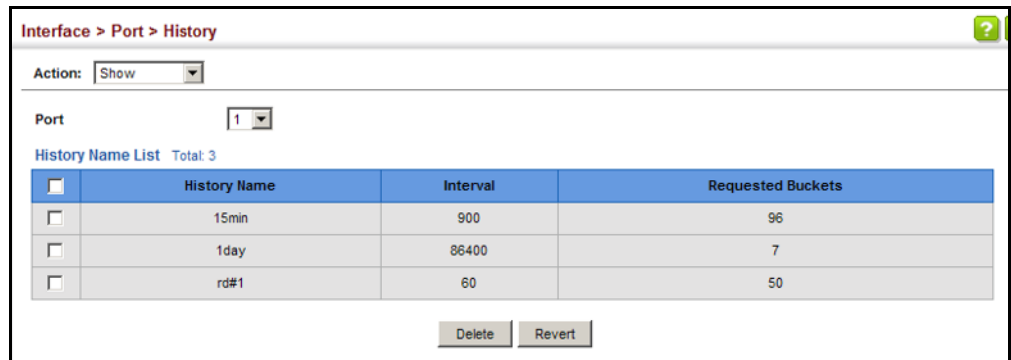 Interface > Port > History
?
Action: Show
Port 1
History Name List Total: 3
History Name Interval Requested Buckets
15min 900 96
1day 86400 7
rd#1 60 50
Delete Revert